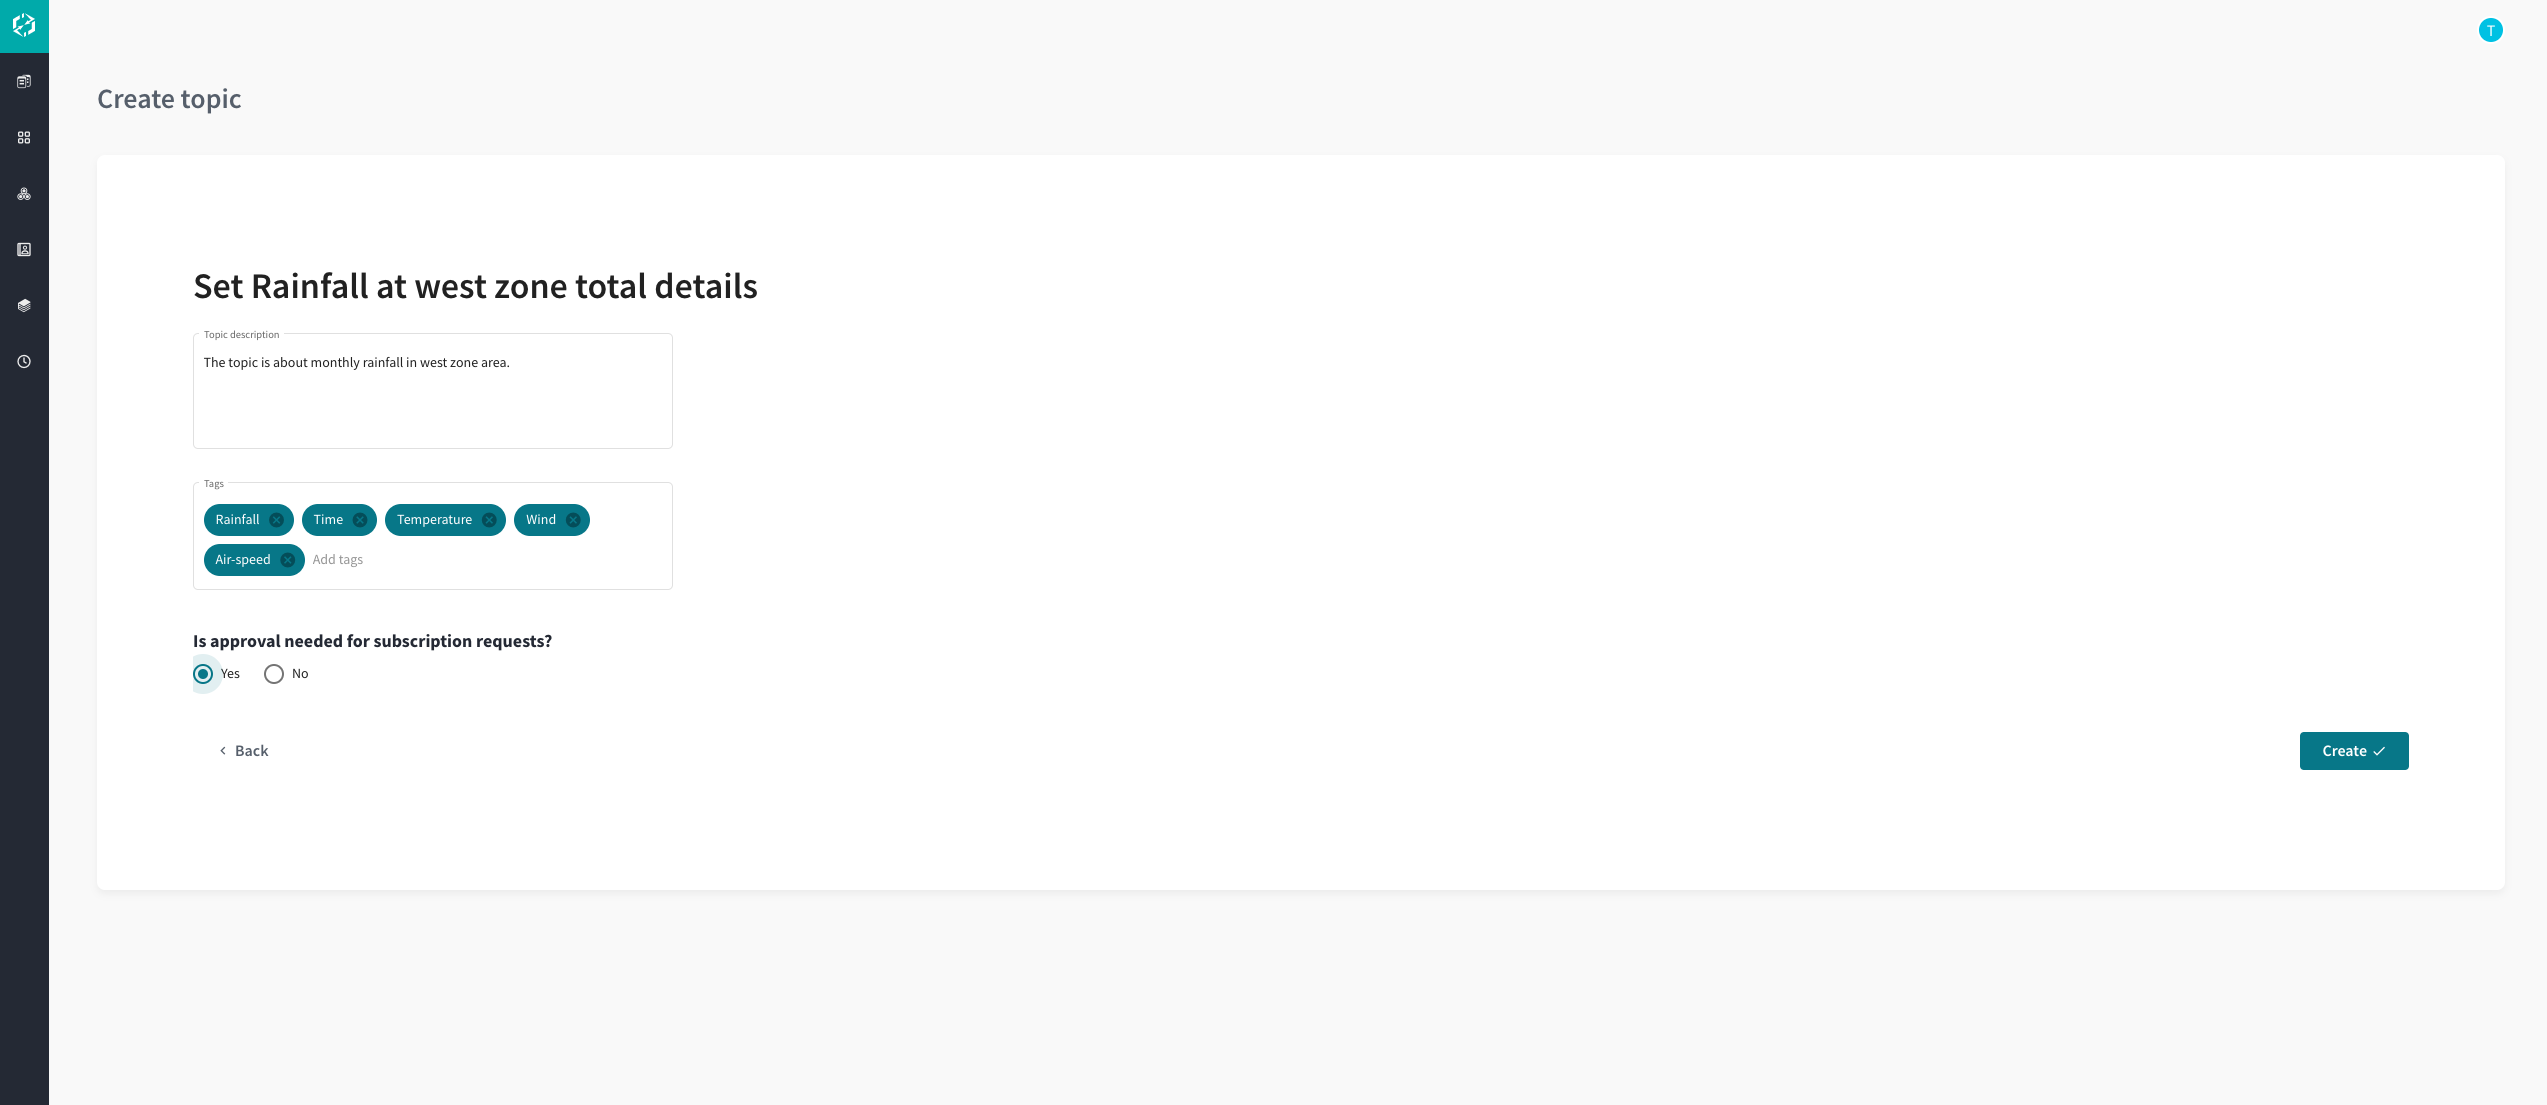 T
Create topic
Set Rainfall at west zone total details
Topic description
The topic is about monthly rainfall in west zone area.
Tags
Rainfall Time Temperature Wind
Air-speed Add tags
Is approval needed for subscription requests?
Yes No
Back Create